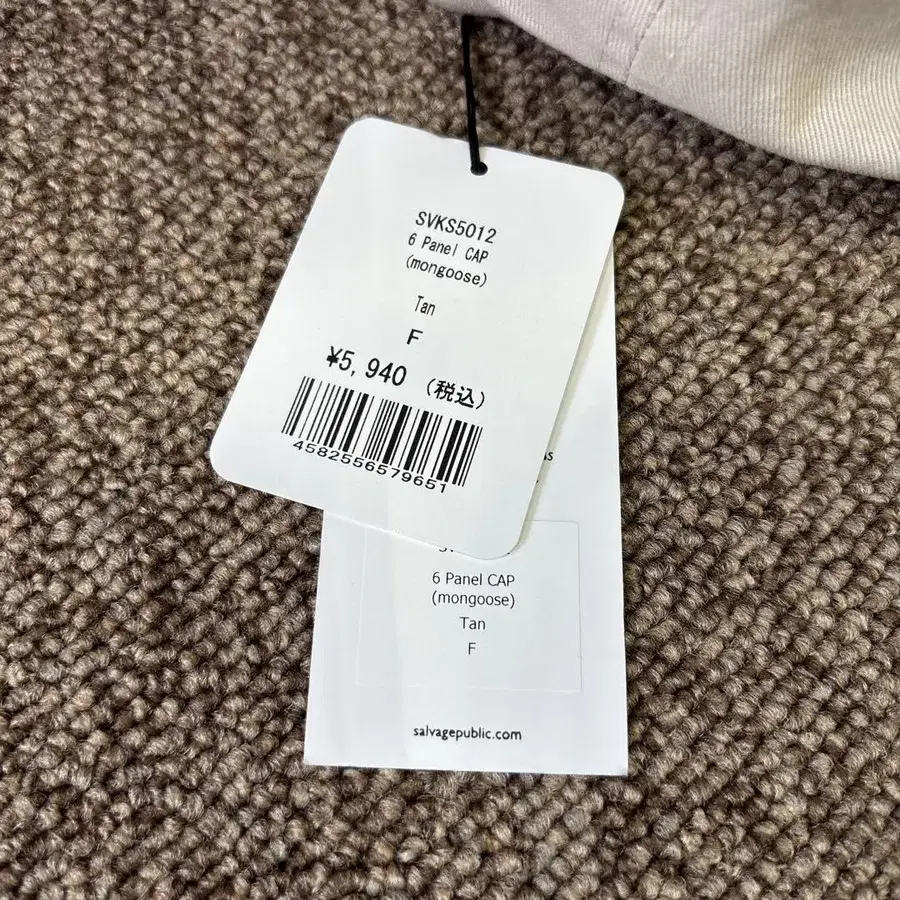 SVKS5012
6 Panel CAP
(mongoose)
Tan
F
¥5,940 (税込)
4582556579651
6 Panel CAP
(mongoose)
Tan
F
salvagepublic.com